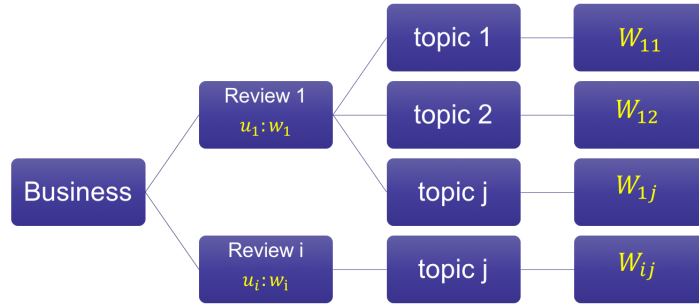 topic 1
W₁₁
Review 1
u₁:w₁
topic 2
W₁₂
Business
topic j
W₁ⱼ
Review i
uᵢ:wᵢ
topic j
Wᵢⱼ